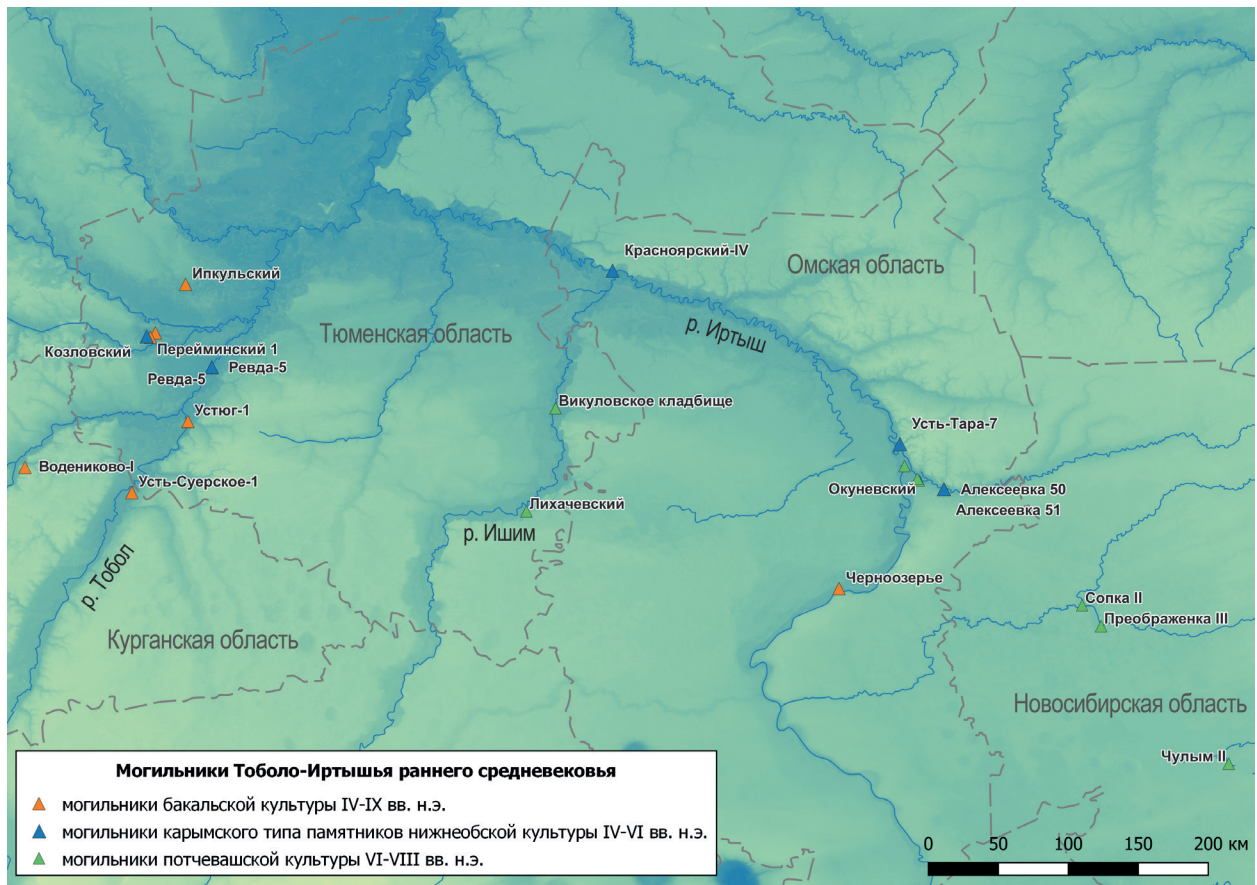 Красноярский-IV
Омская область
Ипкульский
р. Иртыш
Тюменская область
Козловский
Перейминский 1
Ревда-5
Ревда-5
Викуловское кладбище
Устюг-1
Усть-Тара-7
Водениково-I
Усть-Суерское-1
Окуневский
Алексеевка 50
Алексеевка 51
Лихачевский
р. Ишим
р. Тобол
Черноозерье
Сопка II
Преображенка III
Курганская область
Новосибирская область
Чулым II
Могильники Тоболо-Иртышья раннего средневековья
могильники бакальской культуры IV-IX вв. н.э.
могильники карымского типа памятников нижнеобской культуры IV-VI вв. н.э.
могильники потчевашской культуры VI-VIII вв. н.э.
0 50 100 150 200 км